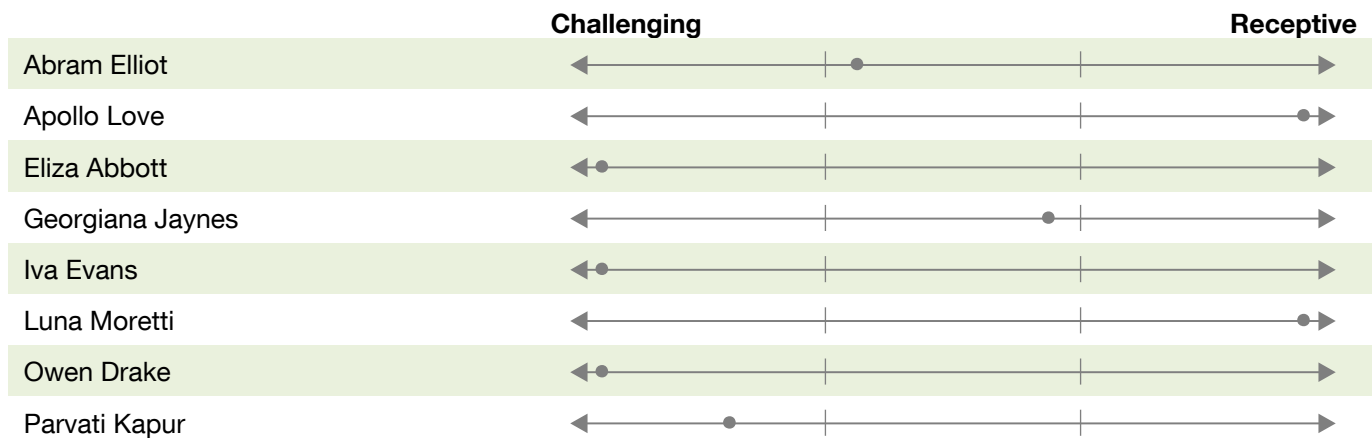 Challenging Receptive
Abram Elliot
Apollo Love
Eliza Abbott
Georgiana Jaynes
Iva Evans
Luna Moretti
Owen Drake
Parvati Kapur